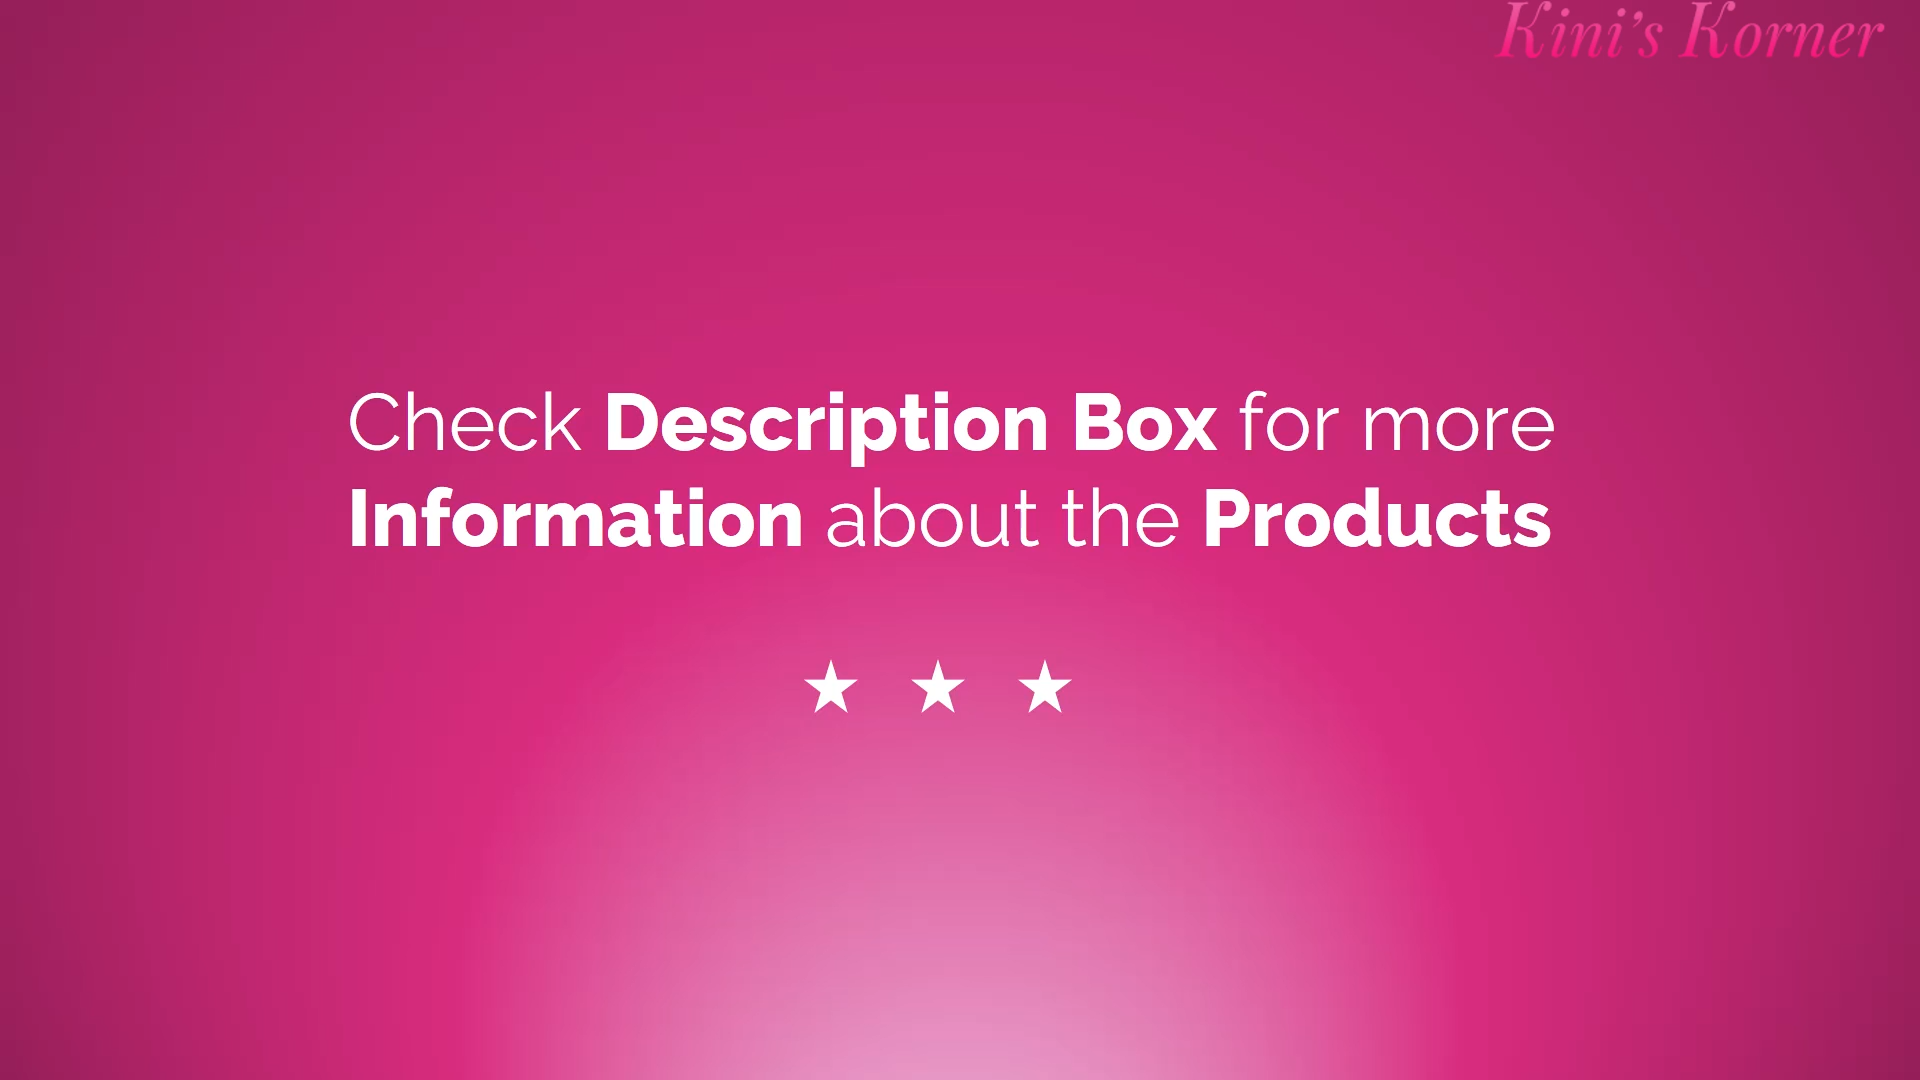 Kini's Korner
Check Description Box for more
Information about the Products